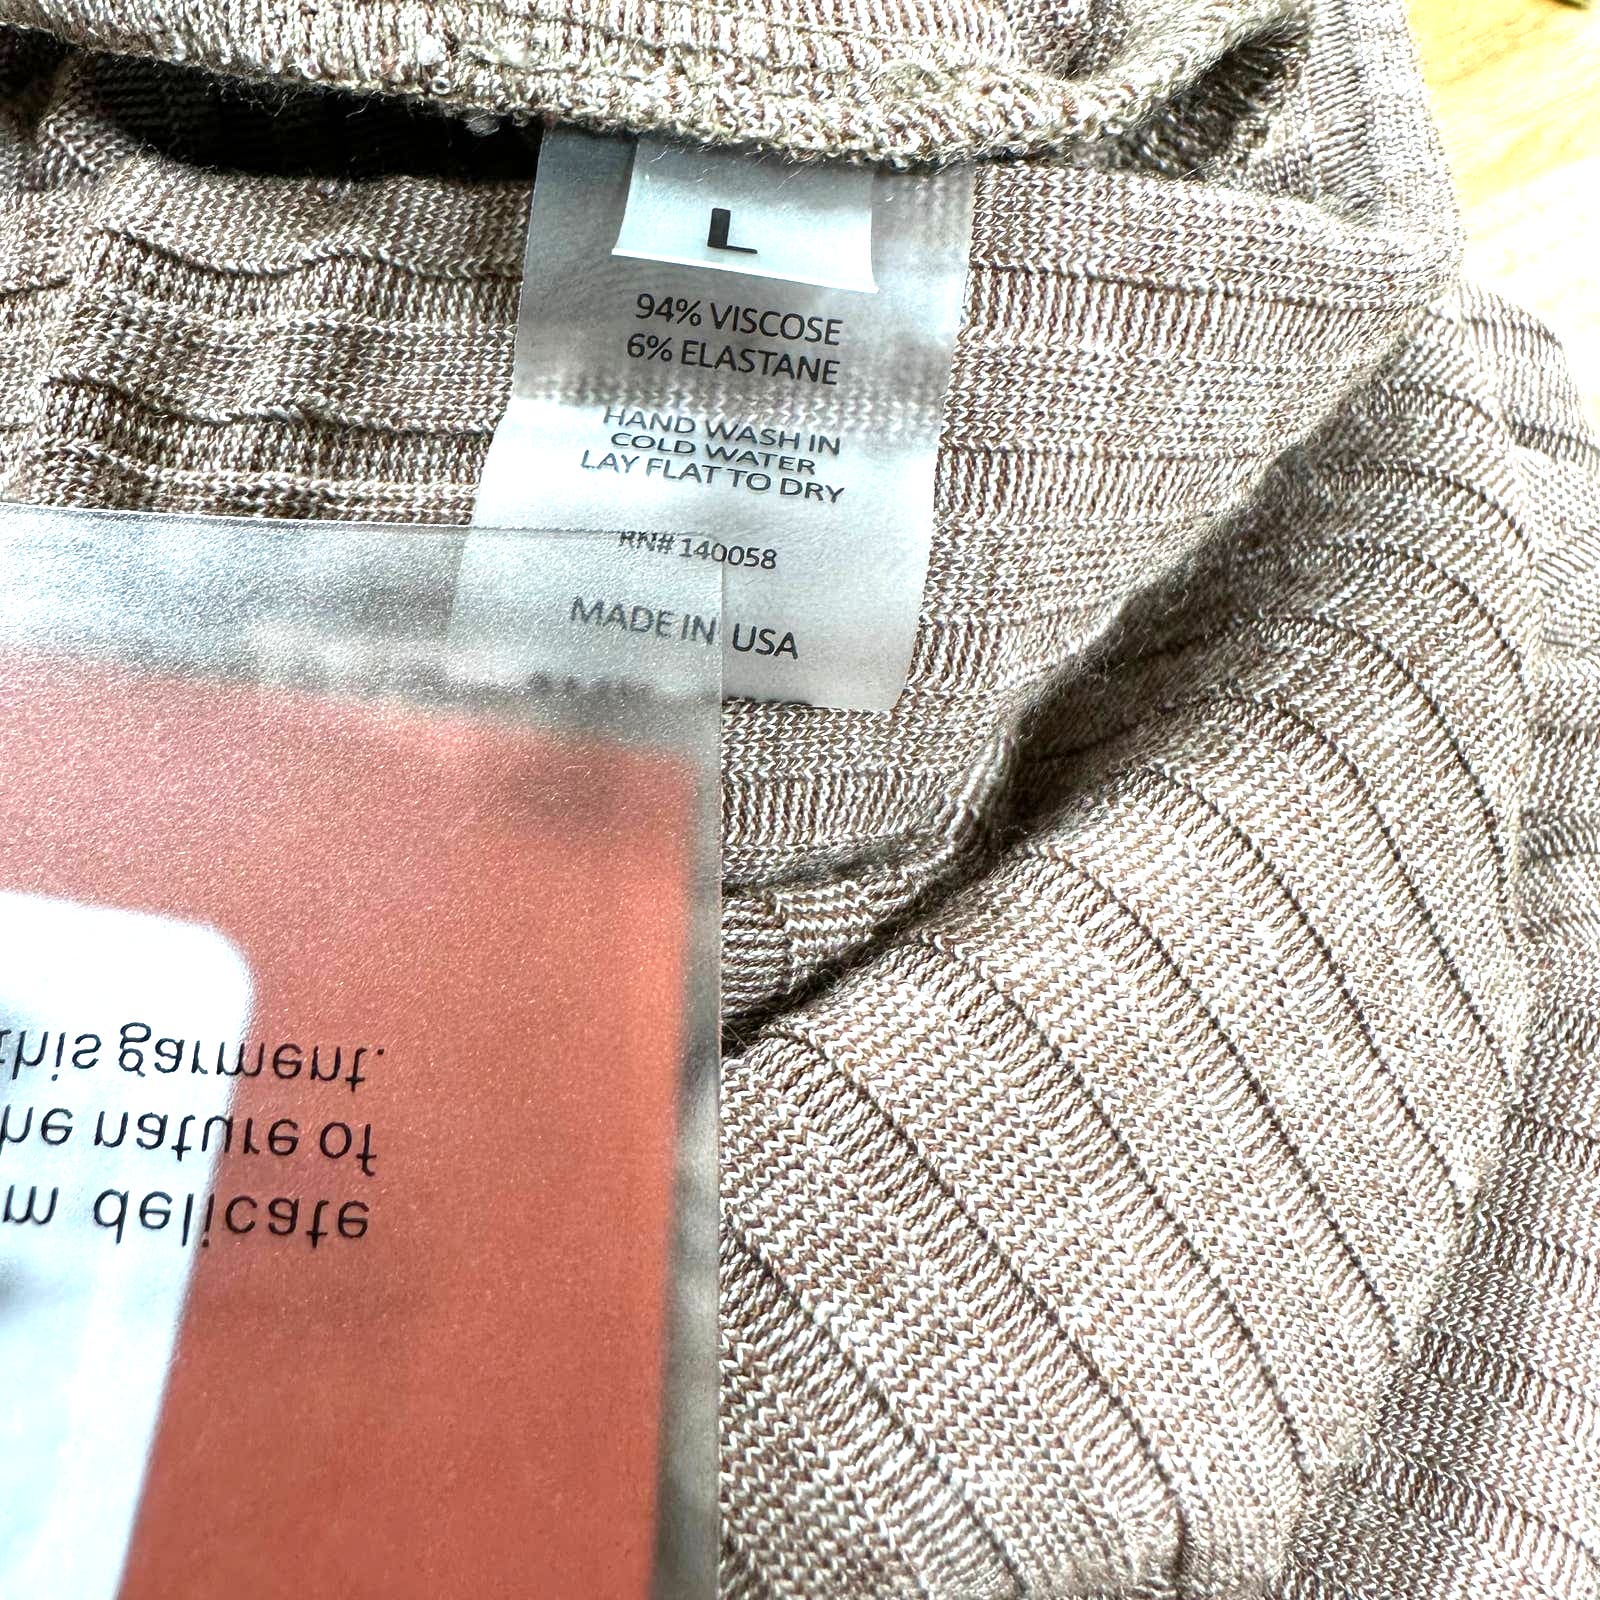 L
94% VISCOSE
6% ELASTANE
HAND WASH IN
COLD WATER
LAY FLAT TO DRY
RN# 140058
MADE IN USA
m delicate
he nature of
this garment.